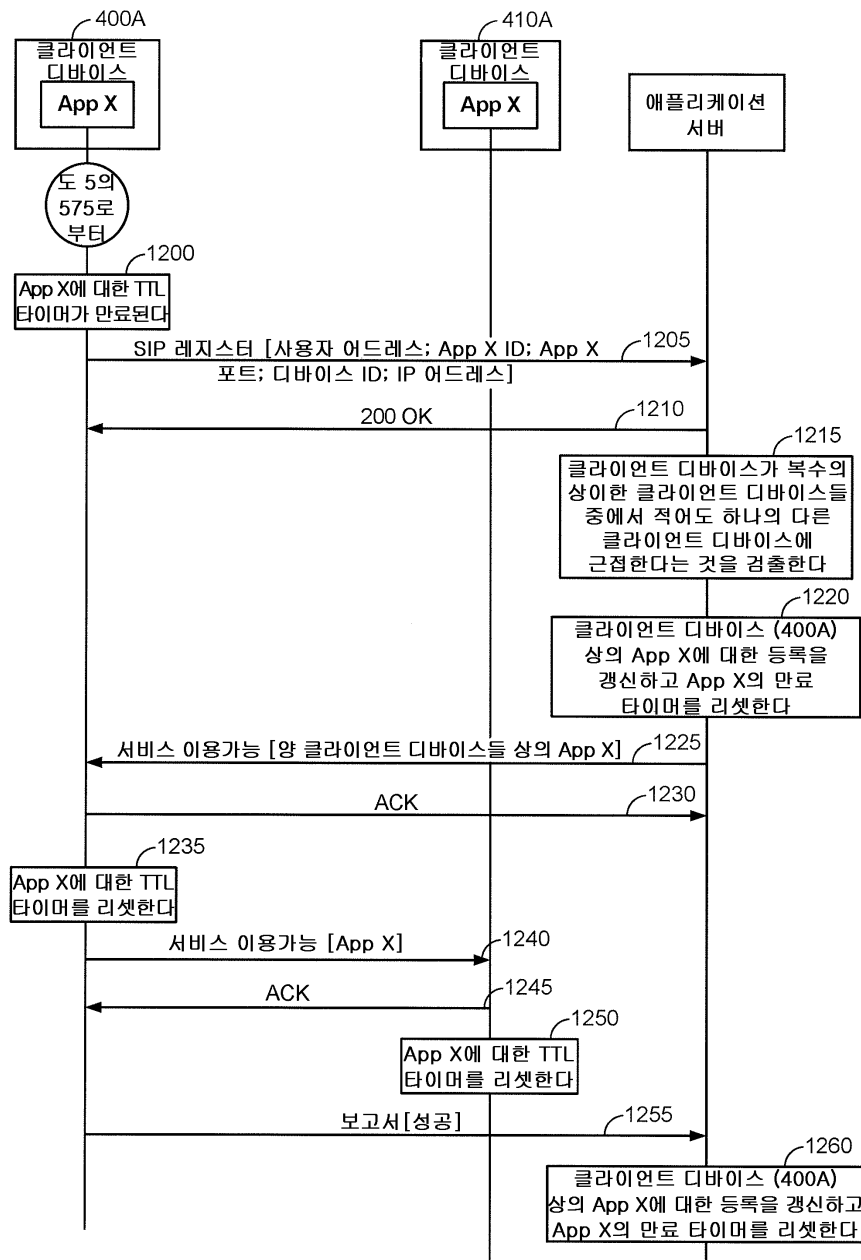 400A
클라이언트
디바이스
App X
410A
클라이언트
디바이스
App X
애플리케이션
서버
도 5의
575로
부터
1200
App X에 대한 TTL
타이머가 만료된다
SIP 레지스터 [사용자 어드레스; App X ID; App X
포트; 디바이스 ID; IP 어드레스]
1205
200 OK
1210
1215
클라이언트 디바이스가 복수의
상이한 클라이언트 디바이스들
중에서 적어도 하나의 다른
클라이언트 디바이스에
근접한다는 것을 검출한다
1220
클라이언트 디바이스 (400A)
상의 App X에 대한 등록을
갱신하고 App X의 만료
타이머를 리셋한다
서비스 이용가능 [양 클라이언트 디바이스들 상의 App X]
1225
ACK
1230
1235
App X에 대한 TTL
타이머를 리셋한다
서비스 이용가능 [App X]
1240
ACK
1245
1250
App X에 대한 TTL
타이머를 리셋한다
보고서[성공]
1255
1260
클라이언트 디바이스 (400A)
상의 App X에 대한 등록을 갱신하고
App X의 만료 타이머를 리셋한다